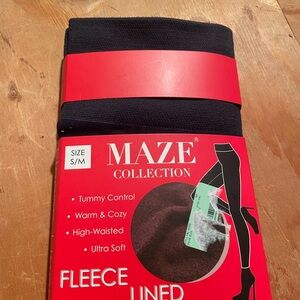 SIZE
S/M
MAZE®
COLLECTION
• Tummy Control
• Warm & Cozy
• High-Waisted
• Ultra Soft
FLEECE
LINED